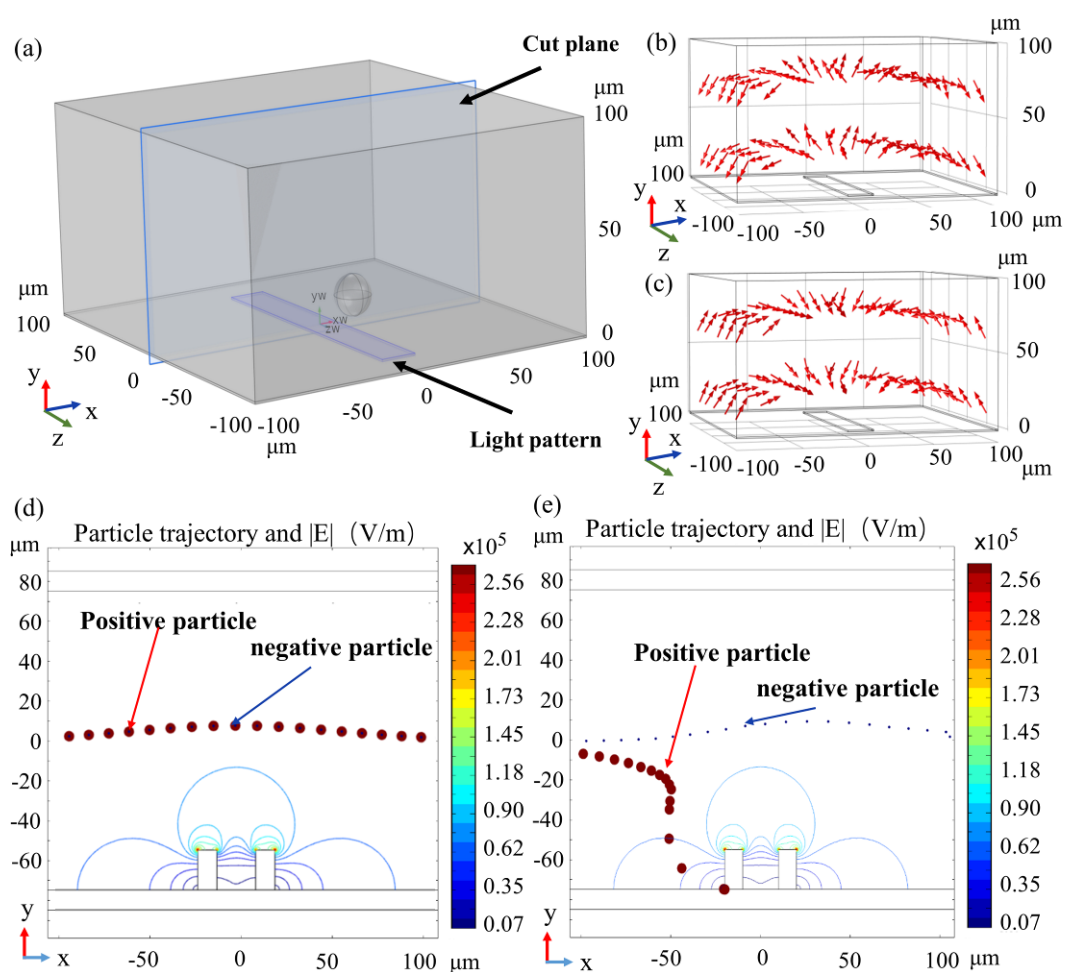 (a)
Cut plane
μm
100
50
0
100
μm
100
50
0
-50
-100
-100
-50
0
50
μm
yw
xw
zw
y
x
z
Light pattern
(b)
μm
100
50
0
μm
100
-100
-100
-50
0
50
100
μm
y
x
z
(c)
μm
100
50
0
μm
100
-100
-100
-50
0
50
100
μm
y
x
z
(d)
Particle trajectory and |E| (V/m)
μm
80
60
40
20
0
-20
-40
-60
-50
0
50
100
μm
Positive particle
negative particle
×10⁵
2.56
2.28
2.01
1.73
1.45
1.18
0.90
0.62
0.35
0.07
y
x
(e)
Particle trajectory and |E| (V/m)
μm
80
60
40
20
0
-20
-40
-60
-50
0
50
100
μm
Positive particle
negative particle
×10⁵
2.56
2.28
2.01
1.73
1.45
1.18
0.90
0.62
0.35
0.07
y
x